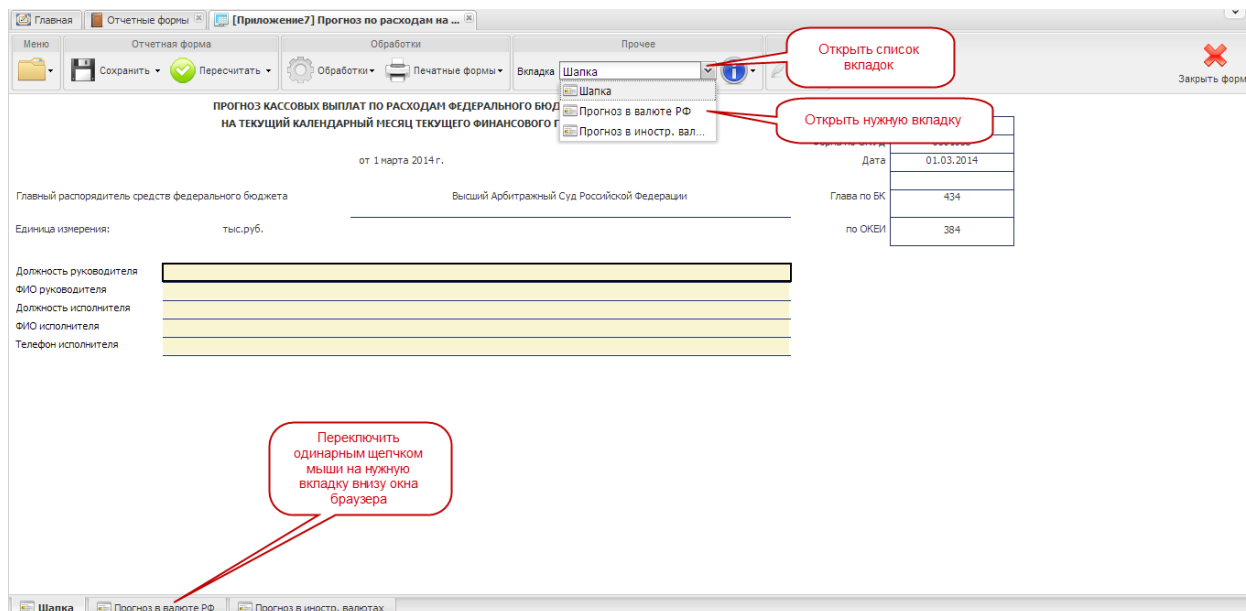 Главная
Отчетные формы
[Приложение7] Прогноз по расходам на ...
Меню
Отчетная форма
Обработки
Прочее
Сохранить
Пересчитать
Обработки
Печатные формы
Вкладка
Шапка
Закрыть форм
Открыть список
вкладок
Шапка
Прогноз в валюте РФ
Прогноз в иностр. вал...
Открыть нужную вкладку
ПРОГНОЗ КАССОВЫХ ВЫПЛАТ ПО РАСХОДАМ ФЕДЕРАЛЬНОГО
НА ТЕКУЩИЙ КАЛЕНДАРНЫЙ МЕСЯЦ ТЕКУЩЕГО ФИНАНСОВОГО
от 1 марта 2014 г.
Дата
01.03.2014
Главный распорядитель средств федерального бюджета
Высший Арбитражный Суд Российской Федерации
Глава по БК
434
Единица измерения:
тыс.руб.
по ОКЕИ
384
Должность руководителя
ФИО руководителя
Должность исполнителя
ФИО исполнителя
Телефон исполнителя
Переключить
одинарным щелчком
мыши на нужную
вкладку внизу окна
браузера
Шапка
Прогноз в валюте РФ
Прогноз в иностр. валютах